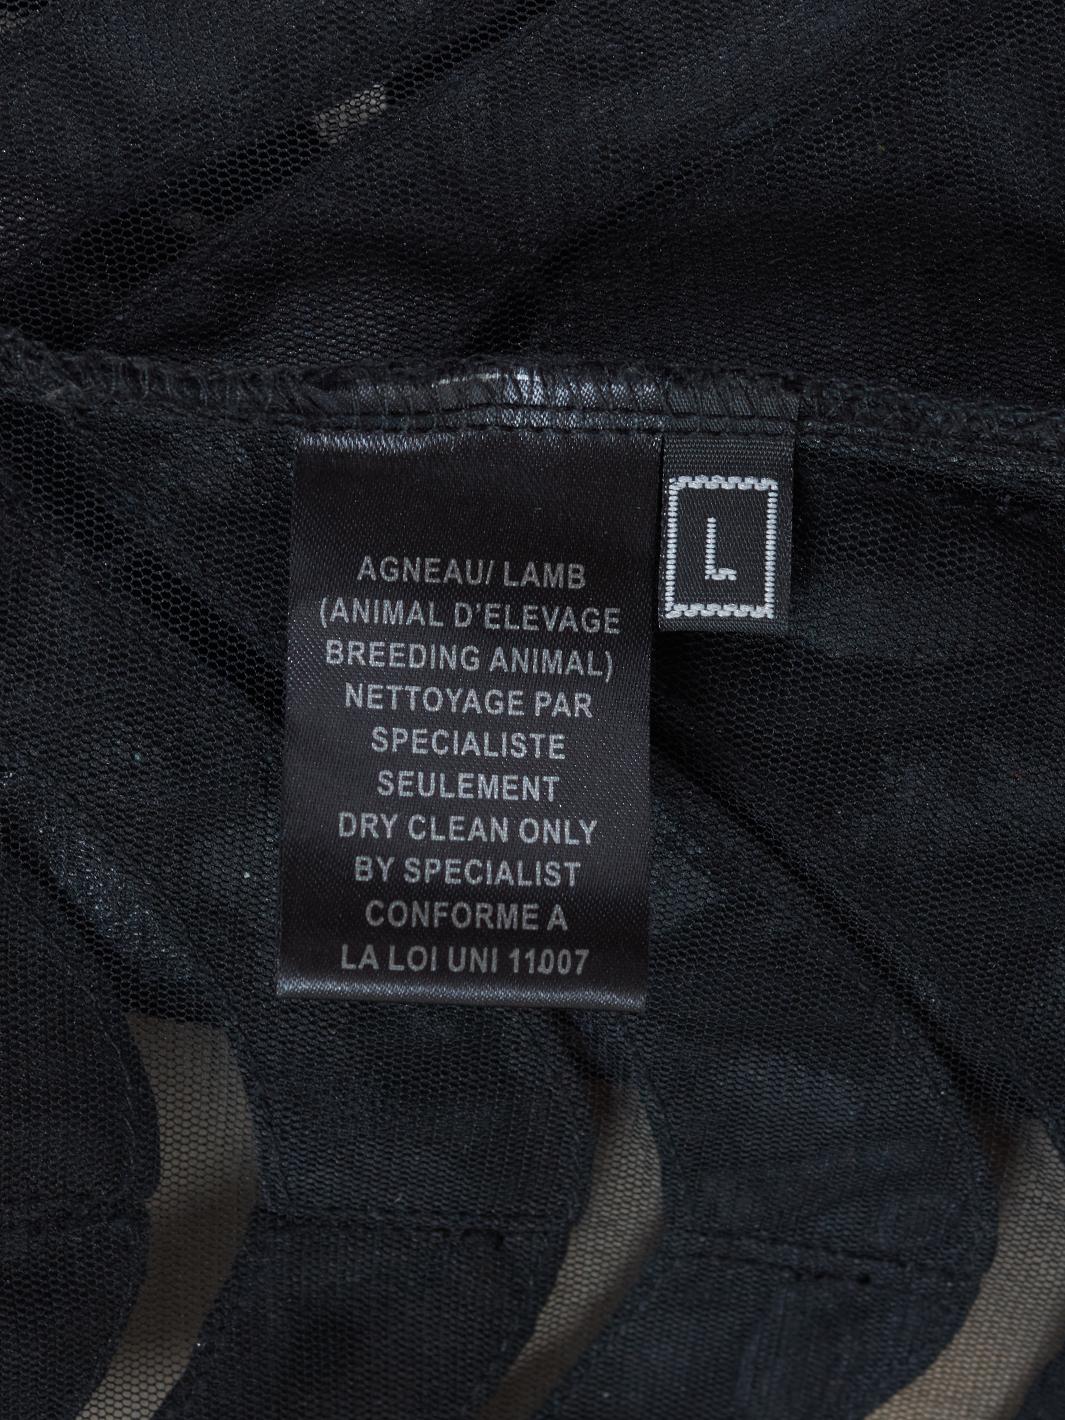 AGNEAU/ LAMB
(ANIMAL D'ELEVAGE
BREEDING ANIMAL)
NETTOYAGE PAR
SPECIALISTE
SEULEMENT
DRY CLEAN ONLY
BY SPECIALIST
CONFORME A
LA LOI UNI 11007
L